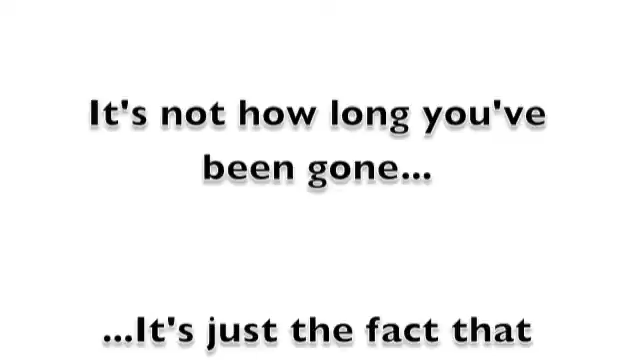 It's not how long you've
been gone...
...It's just the fact that